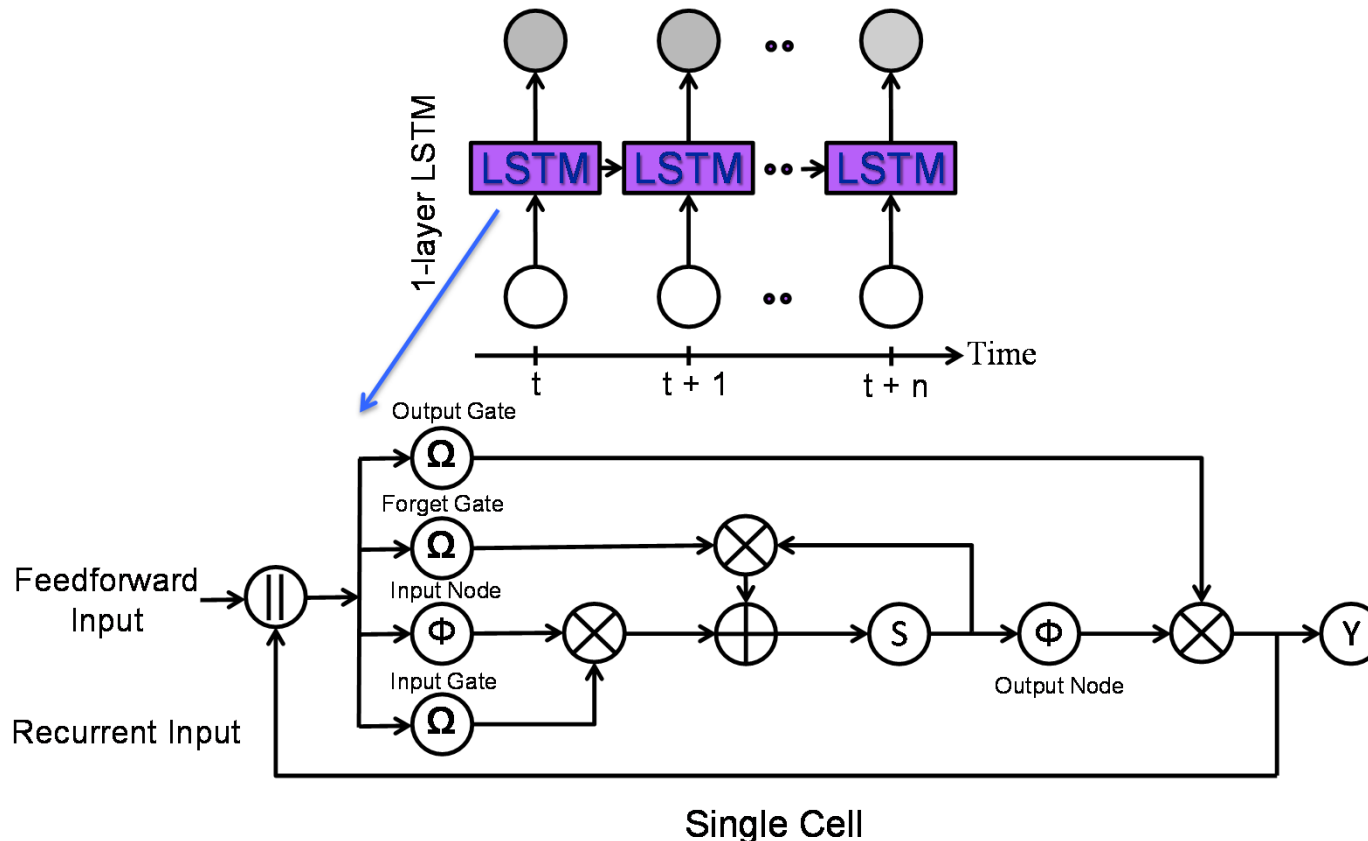 1-layer LSTM
LSTM LSTM LSTM
Time
t t + 1 t + n
Output Gate
Ω
Forget Gate
Ω
Feedforward
Input
||
Input Node
Φ
S
Φ
Y
Input Gate
Output Node
Ω
Recurrent Input
Single Cell